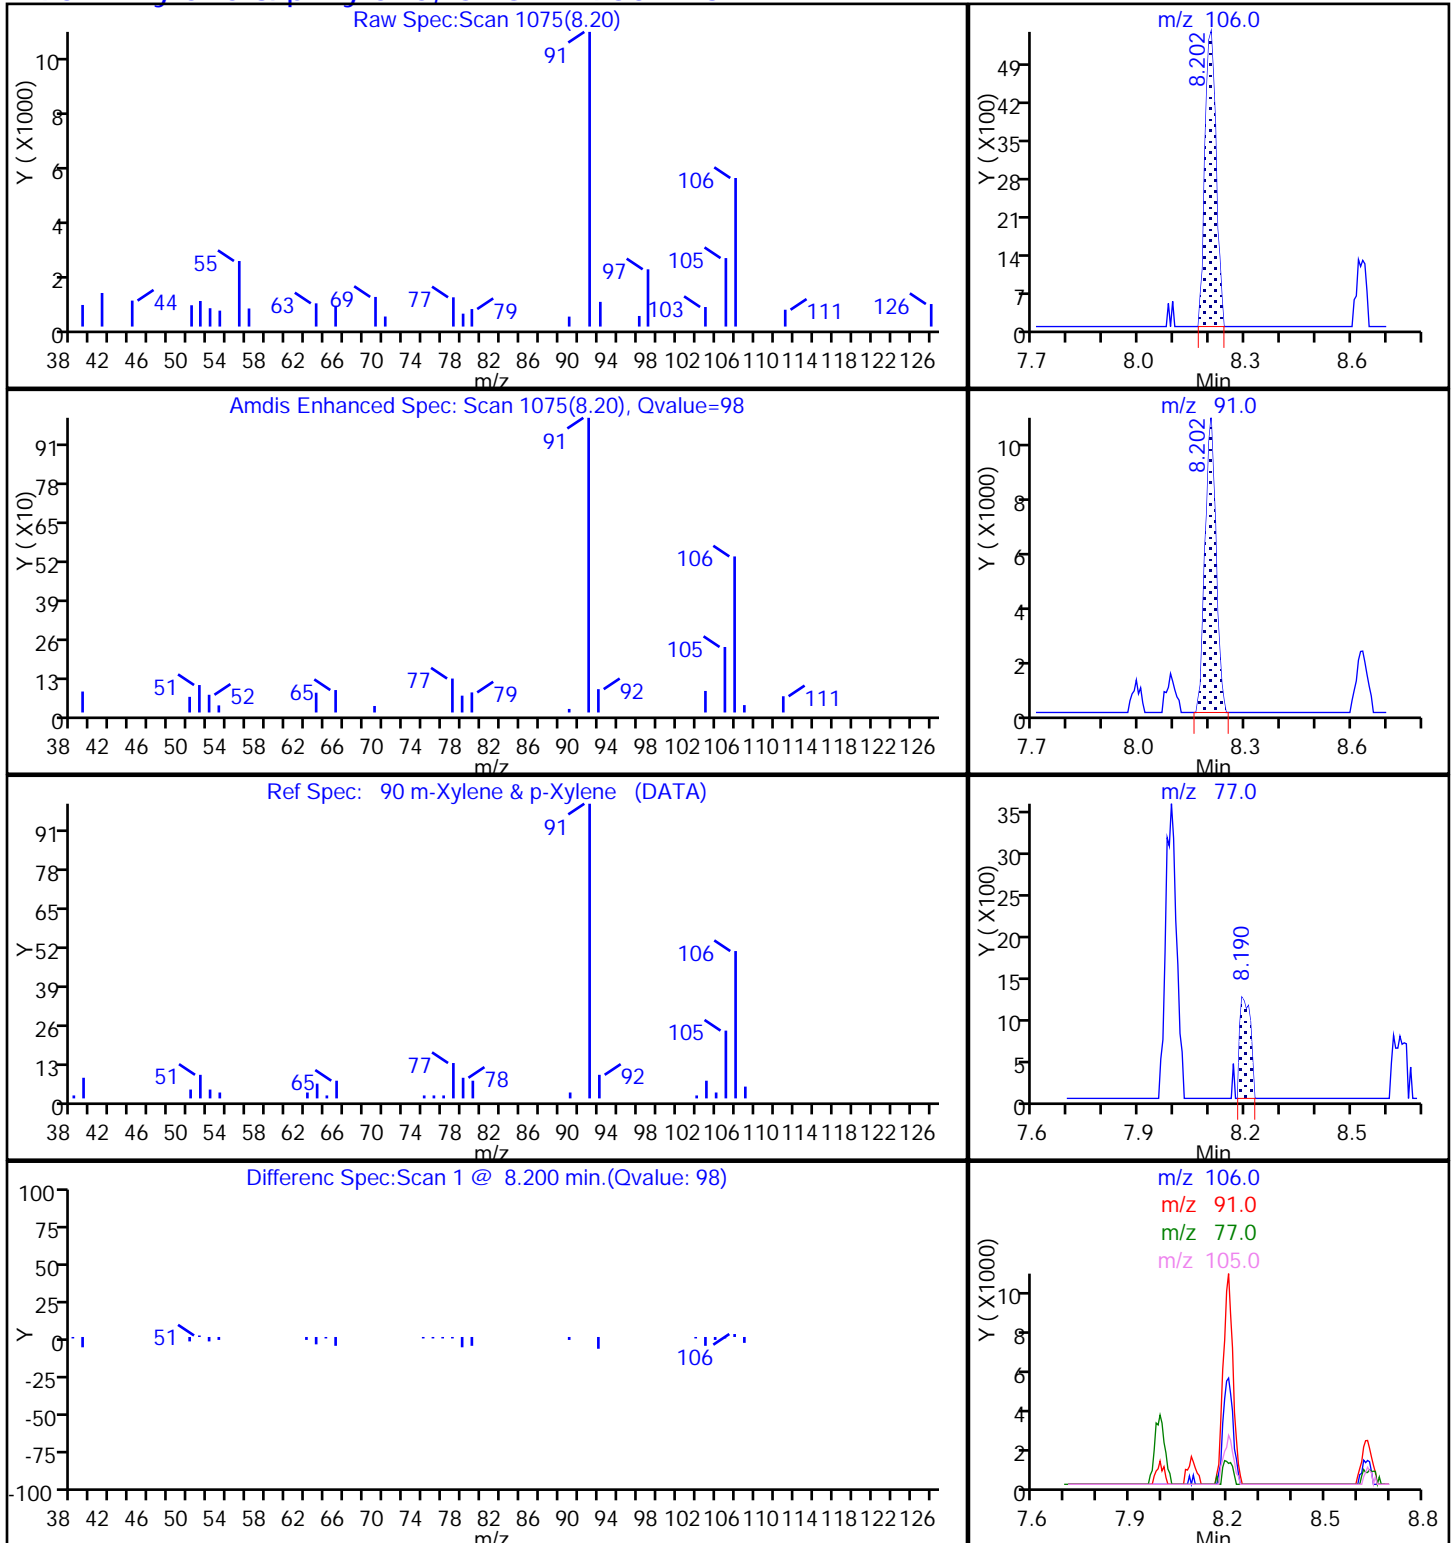 Raw Spec:Scan 1075(8.20)
Y ( X1000)
10
8
6
4
2
0
91
106
105
97
55
44
63
69
77
79
103
111
126
38 42 46 50 54 58 62 66 70 74 78 82 86 90 94 98 102 106 110 114 118 122 126
m/z
m/z 106.0
Y ( X100)
49
42
35
28
21
14
7
0
8.202
7.7 8.0 8.3 8.6
Min
Amdis Enhanced Spec: Scan 1075(8.20), Qvalue=98
Y ( X10)
91
78
65
52
39
26
13
0
91
106
105
51
52
65
77
79
92
111
38 42 46 50 54 58 62 66 70 74 78 82 86 90 94 98 102 106 110 114 118 122 126
m/z
m/z 91.0
Y ( X1000)
10
8
6
4
2
0
8.202
7.7 8.0 8.3 8.6
Min
Ref Spec: 90 m-Xylene & p-Xylene (DATA)
Y
91
78
65
52
39
26
13
0
91
106
105
51
65
77
78
92
38 42 46 50 54 58 62 66 70 74 78 82 86 90 94 98 102 106 110 114 118 122 126
m/z
m/z 77.0
Y ( X100)
35
30
25
20
15
10
5
0
8.190
7.6 7.9 8.2 8.5
Min
Differenc Spec:Scan 1 @ 8.200 min.(Qvalue: 98)
Y
100
75
50
25
0
-25
-50
-75
-100
51
106
38 42 46 50 54 58 62 66 70 74 78 82 86 90 94 98 102 106 110 114 118 122 126
m/z
m/z 106.0
m/z 91.0
m/z 77.0
m/z 105.0
Y ( X1000)
10
8
6
4
2
0
7.6 7.9 8.2 8.5 8.8
Min